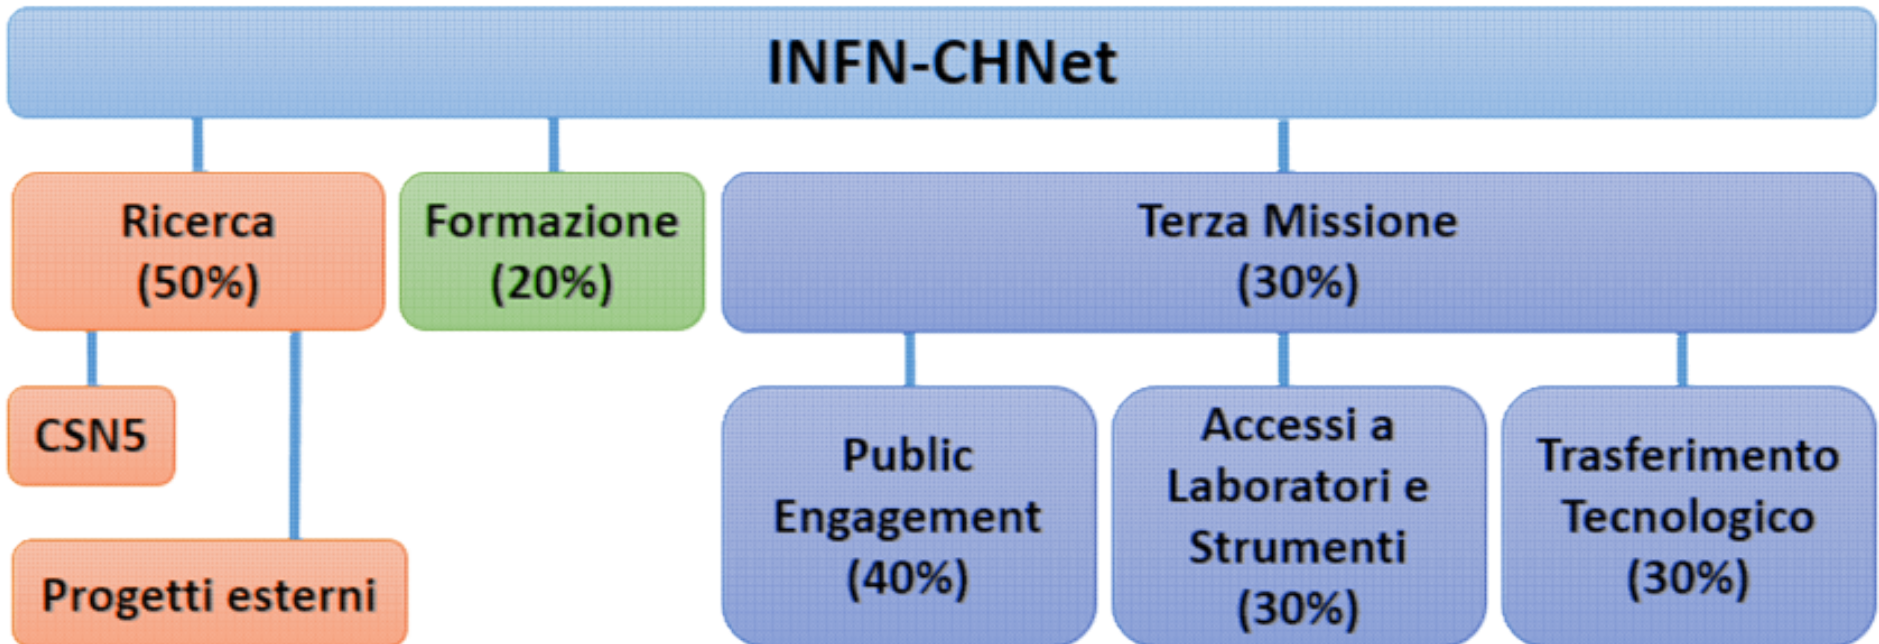 INFN-CHNet
Ricerca
(50%)
Formazione
(20%)
Terza Missione
(30%)
CSN5
Progetti esterni
Public
Engagement
(40%)
Accessi a
Laboratori e
Strumenti
(30%)
Trasferimento
Tecnologico
(30%)